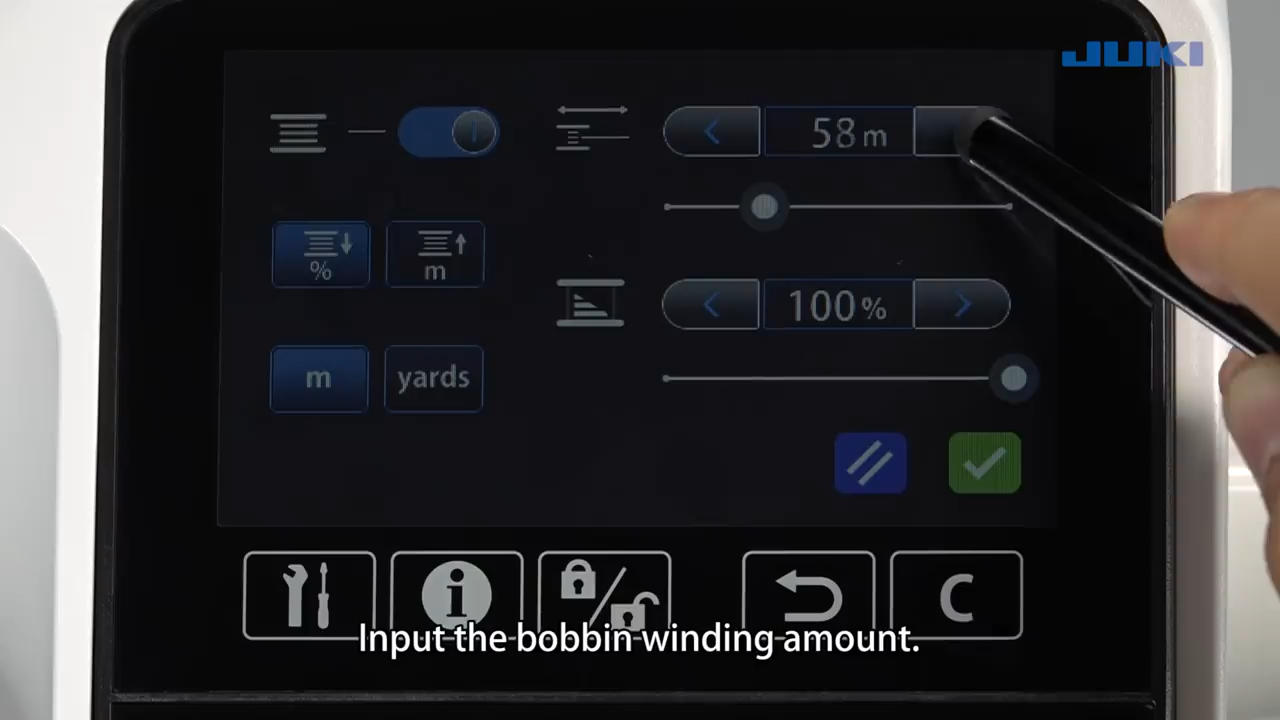 JUKI
58 m
%
m
100 %
m
yards
i
C
Input the bobbin winding amount.